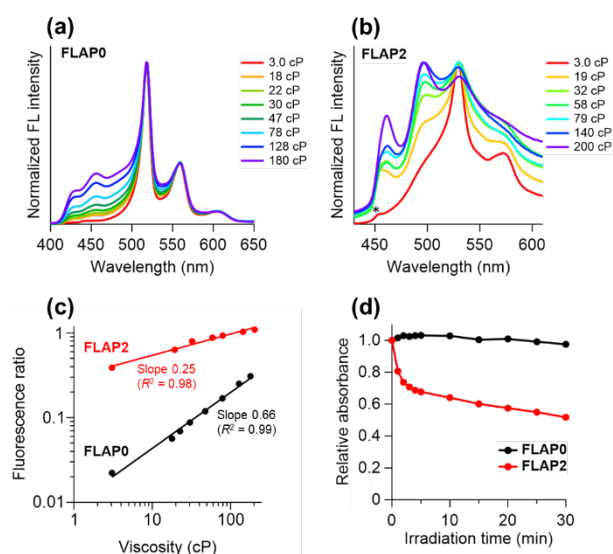 (a)
FLAP0
Normalized FL intensity
3.0 cP
18 cP
22 cP
30 cP
47 cP
78 cP
128 cP
180 cP
400 450 500 550 600 650
Wavelength (nm)
(b)
FLAP2
Normalized FL intensity
3.0 cP
19 cP
32 cP
58 cP
79 cP
140 cP
200 cP
*
450 500 550 600
Wavelength (nm)
(c)
Fluorescence ratio
1
0.1
0.01
FLAP2
Slope 0.25
(R² = 0.98)
Slope 0.66
(R² = 0.99)
FLAP0
1 10 100
Viscosity (cP)
(d)
Relative absorbance
1.0
0.8
0.6
0.4
0.2
0
FLAP0
FLAP2
0 10 20 30
Irradiation time (min)